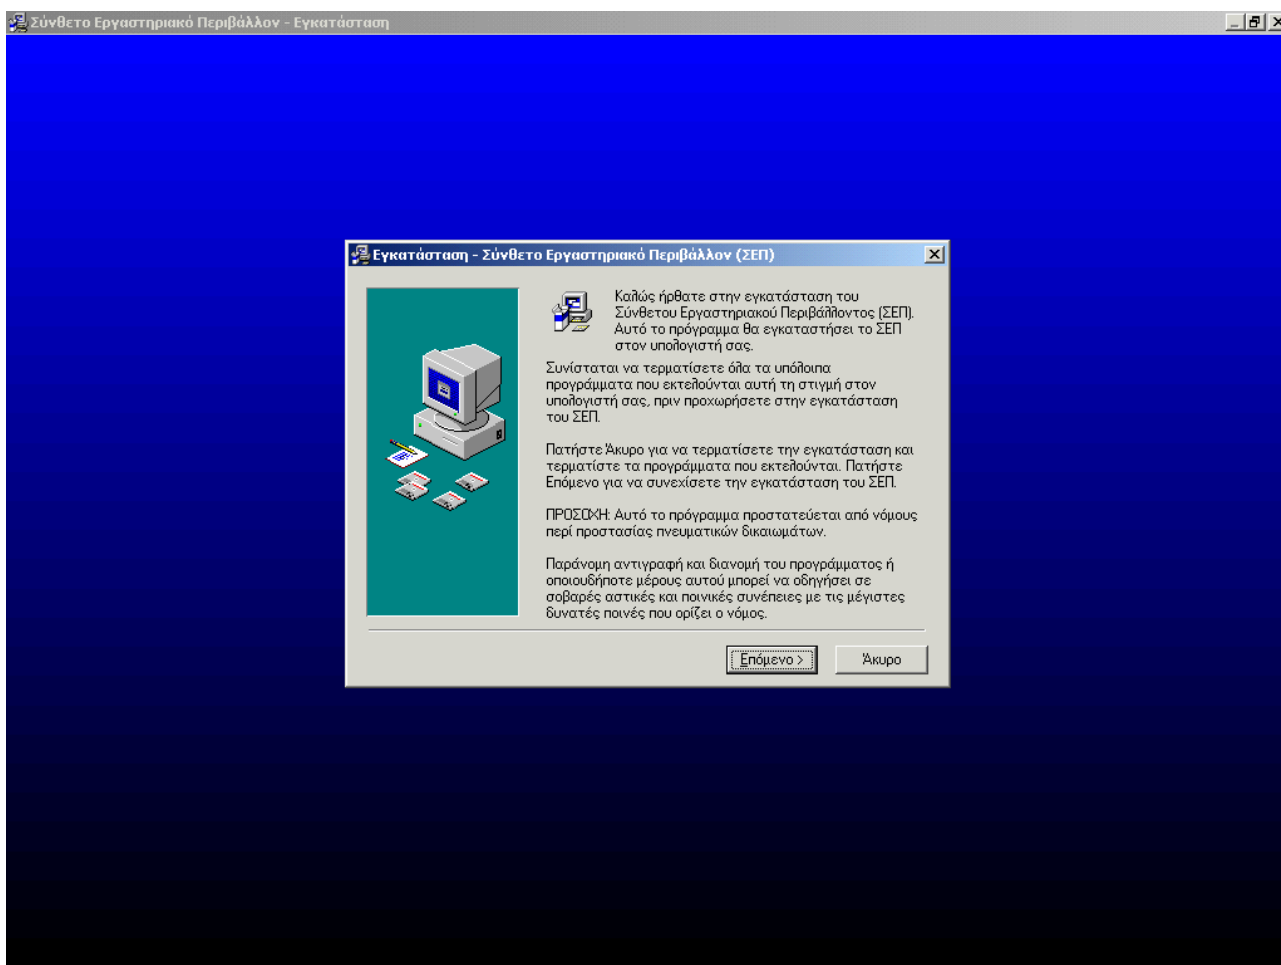 Σύνθετο Εργαστηριακό Περιβάλλον - Εγκατάσταση
Εγκατάσταση - Σύνθετο Εργαστηριακό Περιβάλλον (ΣΕΠ)
Καλώς ήρθατε στην εγκατάσταση του
Σύνθετου Εργαστηριακού Περιβάλλοντος (ΣΕΠ).
Αυτό το πρόγραμμα θα εγκαταστήσει το ΣΕΠ
στον υπολογιστή σας.
Συνίσταται να τερματίσετε όλα τα υπόλοιπα
προγράμματα που εκτελούνται αυτή τη στιγμή στον
υπολογιστή σας, πριν προχωρήσετε στην εγκατάσταση
του ΣΕΠ.
Πατήστε Άκυρο για να τερματίσετε την εγκατάσταση και
τερματίστε τα προγράμματα που εκτελούνται. Πατήστε
Επόμενο για να συνεχίσετε την εγκατάσταση του ΣΕΠ.
ΠΡΟΣΟΧΗ: Αυτό το πρόγραμμα προστατεύεται από νόμους
περί προστασίας πνευματικών δικαιωμάτων.
Παράνομη αντιγραφή και διανομή του προγράμματος ή
οποιουδήποτε μέρους αυτού μπορεί να οδηγήσει σε
σοβαρές αστικές και ποινικές συνέπειες με τις μέγιστες
δυνατές ποινές που ορίζει ο νόμος.
Επόμενο >
Άκυρο